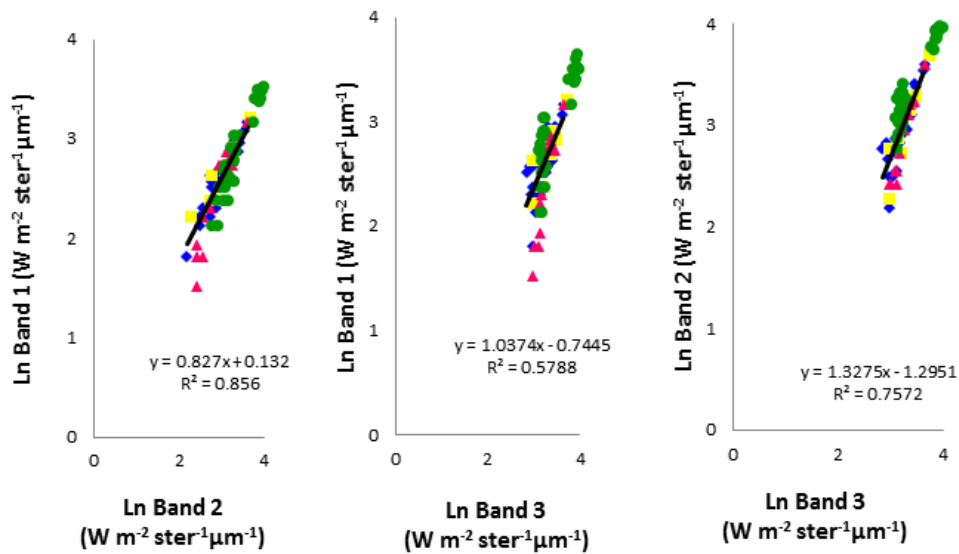 Ln Band 1 (W m⁻² ster⁻¹µm⁻¹)
4
3
2
1
0
y = 0.827x+0.132
R² = 0.856
0 2 4
Ln Band 2
(W m⁻² ster⁻¹µm⁻¹)
Ln Band 1 (W m⁻² ster⁻¹µm⁻¹)
4
3
2
1
0
y = 1.0374x - 0.7445
R² = 0.5788
0 2 4
Ln Band 3
(W m⁻² ster⁻¹µm⁻¹)
Ln Band 2 (W m⁻² ster⁻¹µm⁻¹)
4
3
2
1
0
y = 1.3275x - 1.2951
R² = 0.7572
0 2 4
Ln Band 3
(W m⁻² ster⁻¹µm⁻¹)